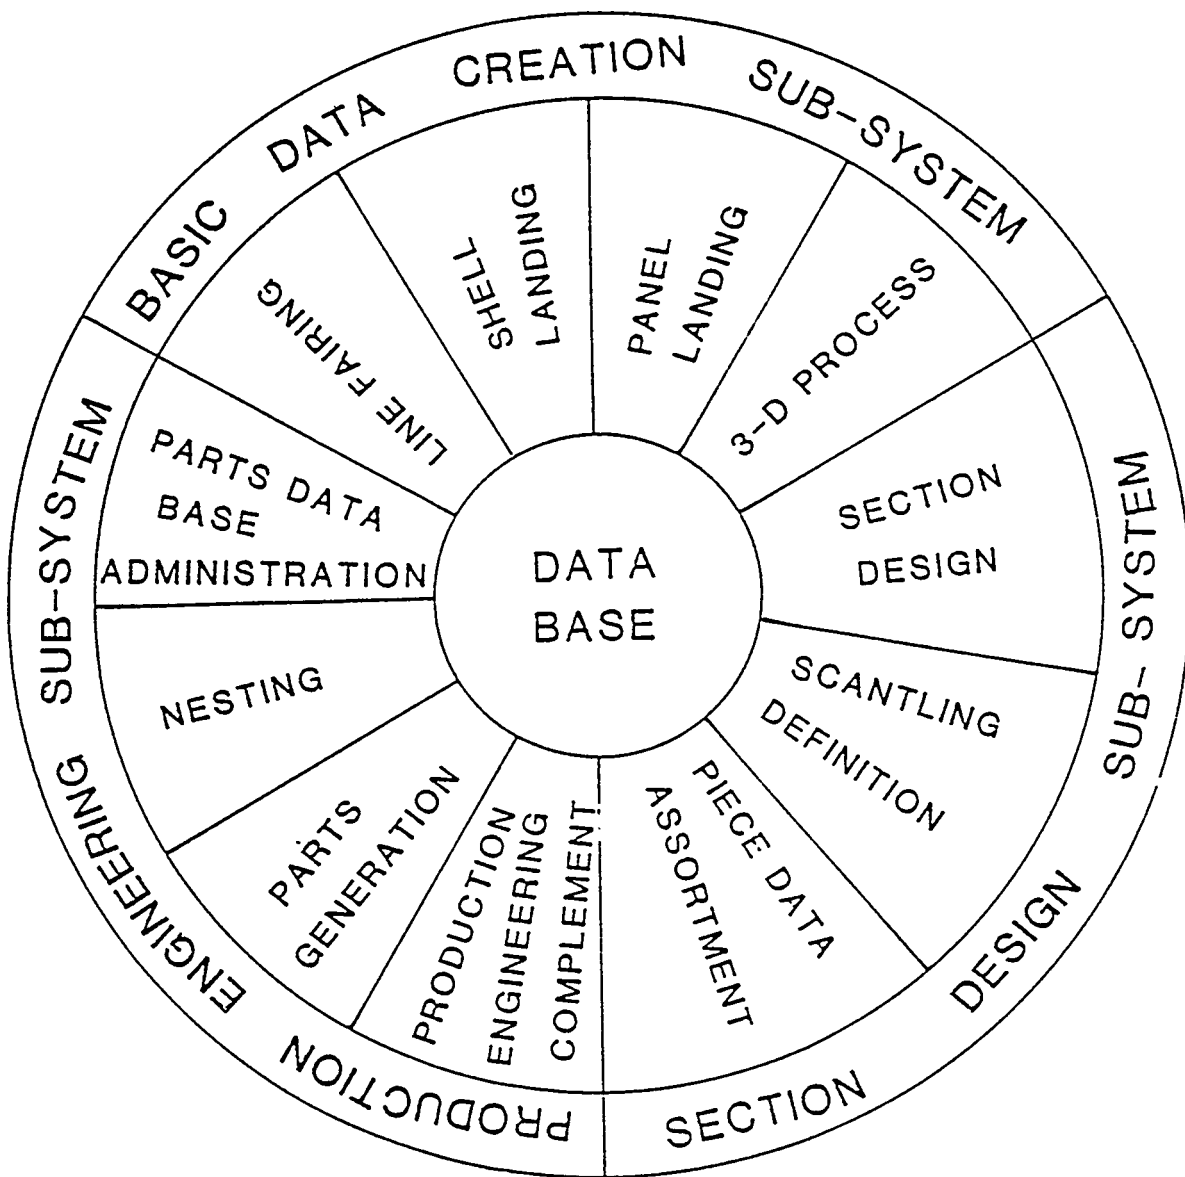 BASIC DATA CREATION SUB-SYSTEM
LINE FAIRING
SHELL
LANDING
PANEL
LANDING
3-D PROCESS
SECTION DESIGN SUB-SYSTEM
SECTION
DESIGN
SCANTLING
DEFINITION
PIECE DATA
ASSORTMENT
PRODUCTION ENGINEERING SUB-SYSTEM
PRODUCTION
ENGINEERING
COMPLEMENT
PARTS
GENERATION
NESTING
PARTS DATA
BASE
ADMINISTRATION
DATA
BASE